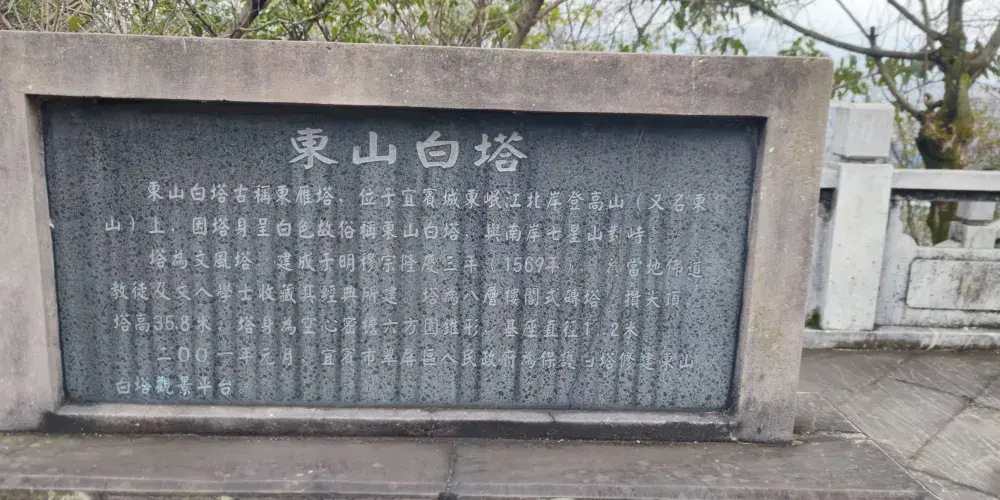 東山白塔
東山白塔古稱東雁塔，位于宜賓城東岷江北岸登高山（又名東
山）上，因塔身呈白色故俗稱東山白塔，與南岸七星山對峙
塔為文風塔，建成于明穆宗隆慶三年（1569年），為當地佛道
教徒及文人學士收藏其經典所建，塔為八層樓閣式磚塔，攢尖頂
塔高35.8米，塔身為空心密檐六方圓錐形，基座直徑1.2米
二00一年元月，宜賓市翠屏區人民政府為保護白塔修建東山
白塔觀景平台